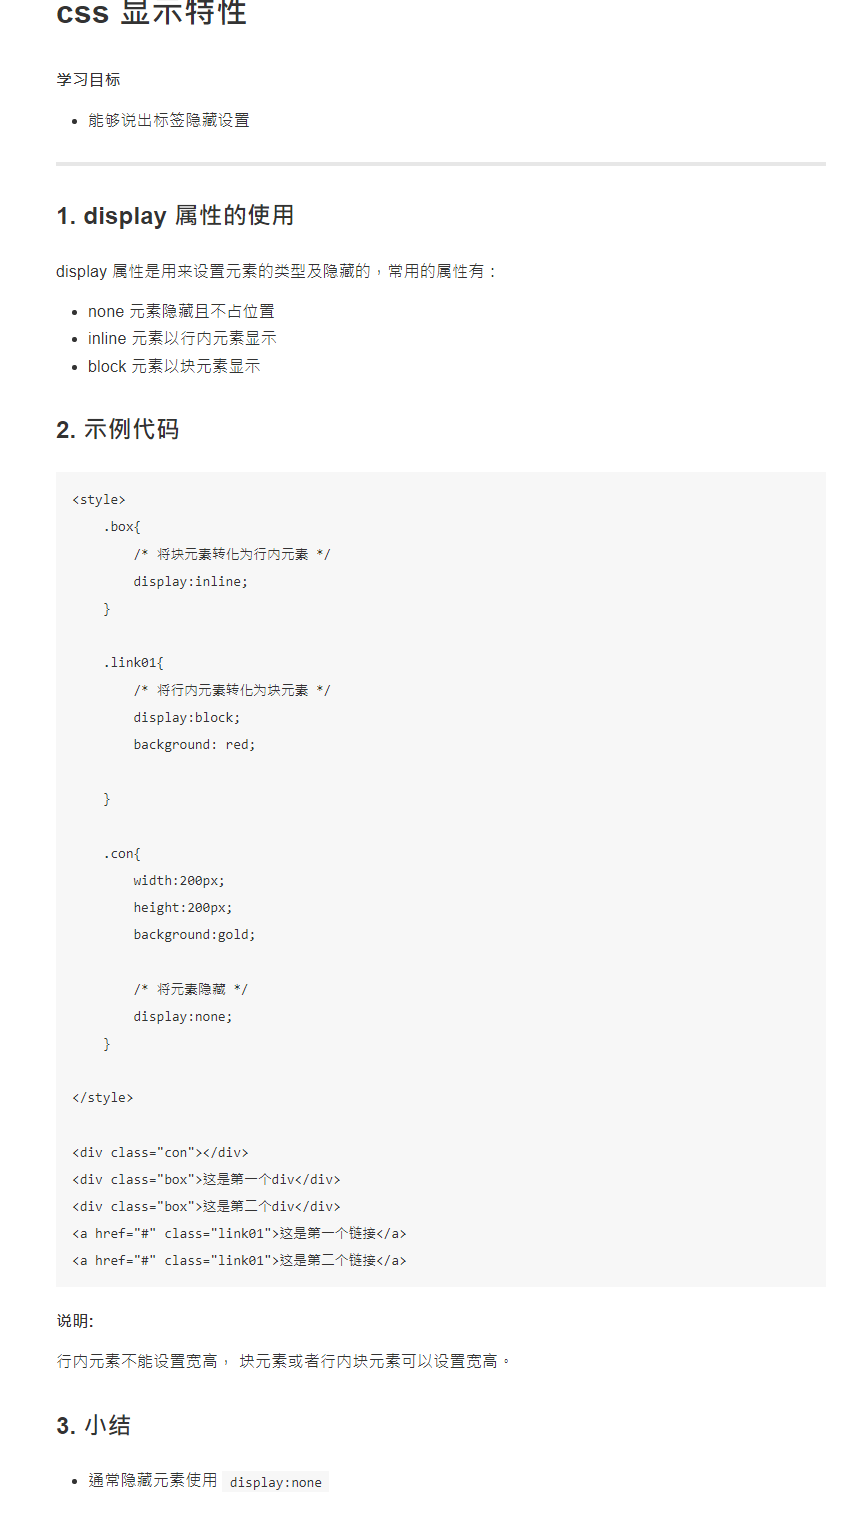 css 显示特性
学习目标
能够说出标签隐藏设置
1. display 属性的使用
display 属性是用来设置元素的类型及隐藏的，常用的属性有：
none 元素隐藏且不占位置
inline 元素以行内元素显示
block 元素以块元素显示
2. 示例代码
<style>
    .box{
        /* 将块元素转化为行内元素 */
        display:inline;
    }
    .link01{
        /* 将行内元素转化为块元素 */
        display:block;
        background: red;
    }
    .con{
        width:200px;
        height:200px;
        background:gold;
        /* 将元素隐藏 */
        display:none;
    }
</style>
<div class="con"></div>
<div class="box">这是第一个div</div>
<div class="box">这是第二个div</div>
<a href="#" class="link01">这是第一个链接</a>
<a href="#" class="link01">这是第二个链接</a>
说明:
行内元素不能设置宽高， 块元素或者行内块元素可以设置宽高。
3. 小结
通常隐藏元素使用 display:none